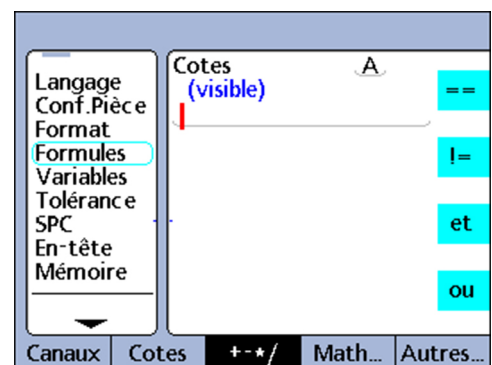 Langage
Conf.Pièce
Format
Formules
Variables
Tolérance
SPC
En-tête
Mémoire
Cotes A
(visible)
==
!=
et
ou
Canaux Cotes +-*/ Math... Autres...